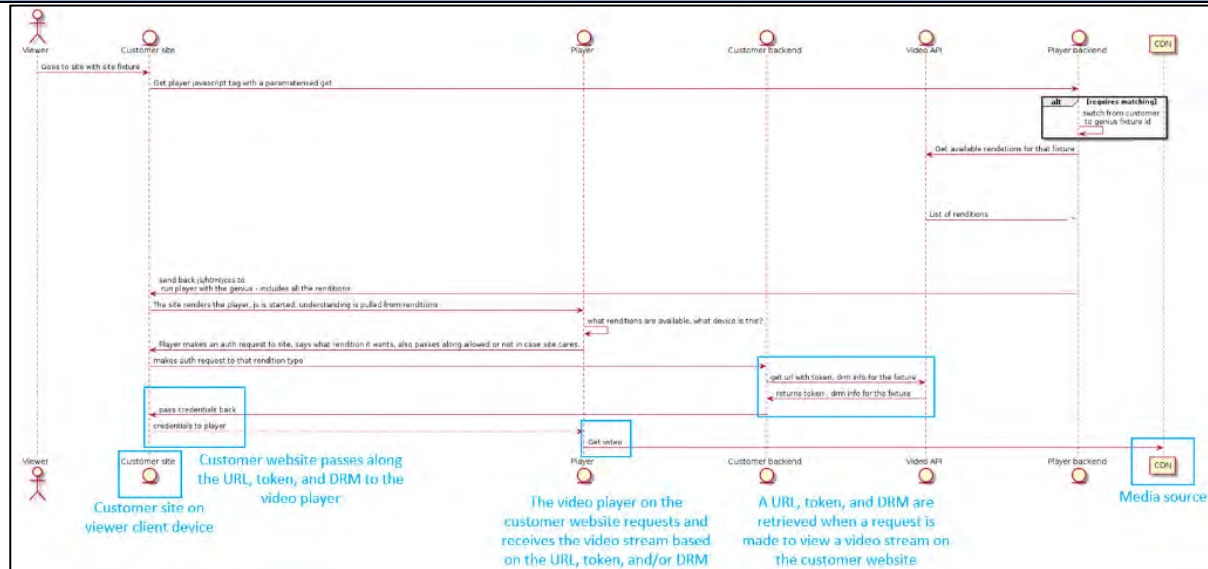 Viewer
Customer site
Player
Customer backend
Video API
Player backend
CDN
Goes to site with site fixture
Get player javascript tag with a paramaterised get
alt
[requires matching]
switch from customer
to genius fixture id
Get available renditions for that fixture
List of renditions
send back js/html/css to
run player with the genius - includes all the renditions
The site renders the player, js is started, understanding is pulled from renditions
what renditions are available, what device is this?
Player makes an auth request to site, says what rendition it wants, also passes along allowed or not in case site cares.
makes auth request to that rendition type
get url with token, drm info for the fixture
returns token , drm info for the fixture
pass credentials back
credentials to player
Get video
Viewer
Customer site
Player
Customer backend
Video API
Player backend
CDN
Customer website passes along
the URL, token, and DRM to the
video player
Customer site on
viewer client device
The video player on the
customer website requests and
receives the video stream based
on the URL, token, and/or DRM
A URL, token, and DRM are
retrieved when a request is
made to view a video stream on
the customer website
Media source